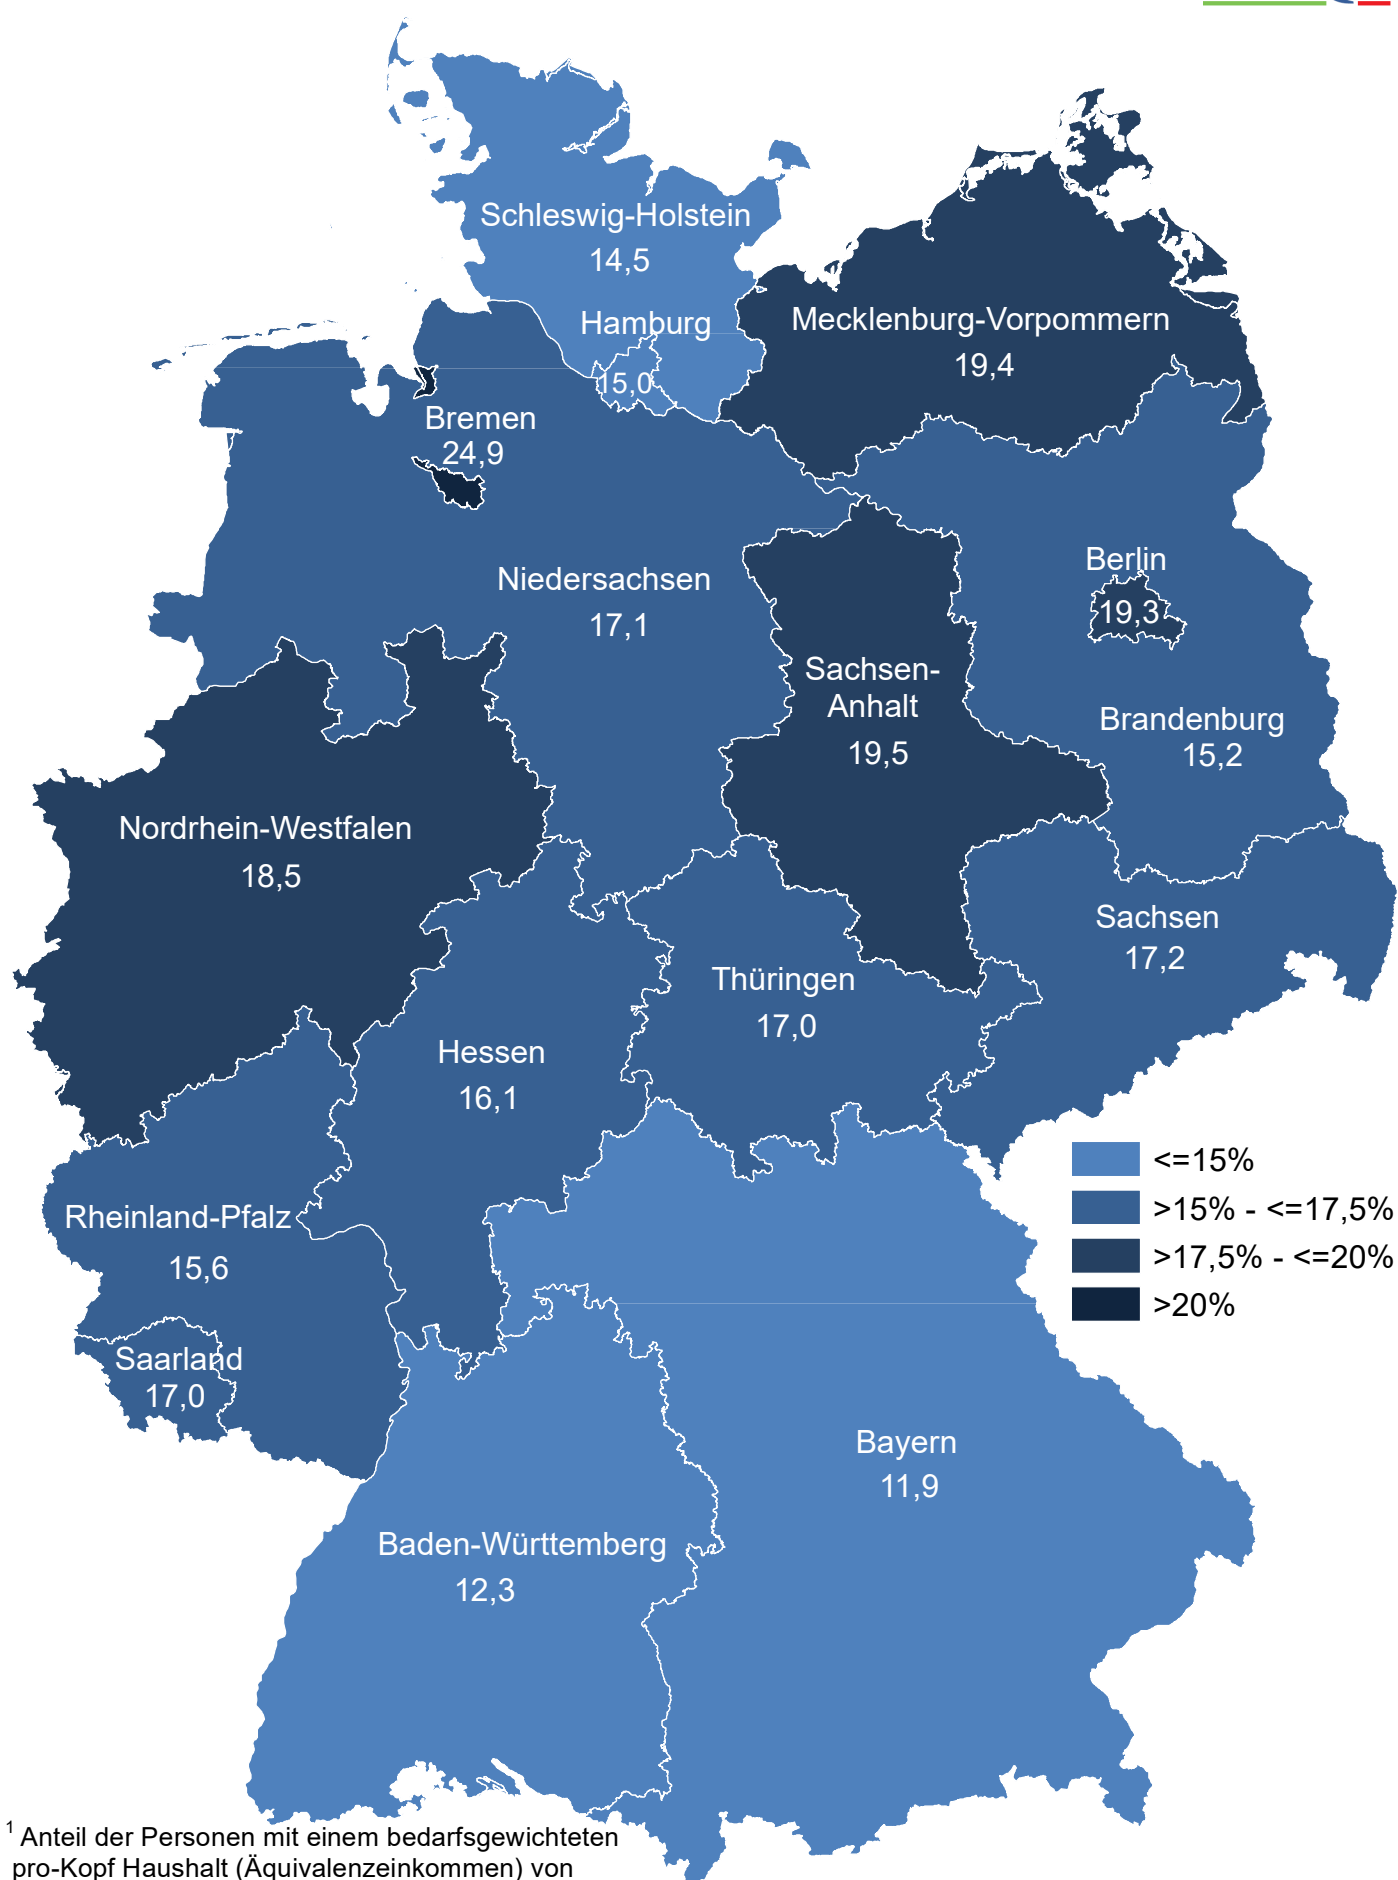 Schleswig-Holstein
14,5
Hamburg
15,0
Mecklenburg-Vorpommern
19,4
Bremen
24,9
Niedersachsen
17,1
Berlin
19,3
Sachsen-
Anhalt
19,5
Brandenburg
15,2
Nordrhein-Westfalen
18,5
Sachsen
17,2
Thüringen
17,0
Hessen
16,1
<=15%
>15% - <=17,5%
>17,5% - <=20%
>20%
Rheinland-Pfalz
15,6
Saarland
17,0
Bayern
11,9
Baden-Württemberg
12,3
1 Anteil der Personen mit einem bedarfsgewichteten
pro-Kopf Haushalt (Äquivalenzeinkommen) von